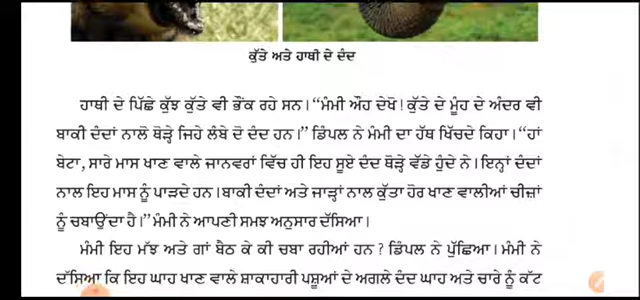 ਕੁੱਤੇ ਅਤੇ ਹਾਥੀ ਦੇ ਦੰਦ
ਹਾਥੀ ਦੇ ਪਿੱਛੇ ਕੁੱਝ ਕੁੱਤੇ ਵੀ ਭੌਂਕ ਰਹੇ ਸਨ। “ਮੰਮੀ ਔਹ ਦੇਖੋ! ਕੁੱਤੇ ਦੇ ਮੂੰਹ ਦੇ ਅੰਦਰ ਵੀ
ਬਾਕੀ ਦੰਦਾਂ ਨਾਲੋਂ ਥੋੜ੍ਹੇ ਜਿਹੇ ਲੰਬੇ ਦੋ ਦੰਦ ਹਨ।” ਡਿੰਪਲ ਨੇ ਮੰਮੀ ਦਾ ਹੱਥ ਖਿੱਚਦੇ ਕਿਹਾ। “ਹਾਂ
ਬੇਟਾ, ਸਾਰੇ ਮਾਸ ਖਾਣ ਵਾਲੇ ਜਾਨਵਰਾਂ ਵਿੱਚ ਹੀ ਇਹ ਸੂਏ ਦੰਦ ਥੋੜ੍ਹੇ ਵੱਡੇ ਹੁੰਦੇ ਨੇ। ਇਨ੍ਹਾਂ ਦੰਦਾਂ
ਨਾਲ ਇਹ ਮਾਸ ਨੂੰ ਪਾੜਦੇ ਹਨ। ਬਾਕੀ ਦੰਦਾਂ ਅਤੇ ਜਾੜ੍ਹਾਂ ਨਾਲ ਕੁੱਤਾ ਹੋਰ ਖਾਣ ਵਾਲੀਆਂ ਚੀਜ਼ਾਂ
ਨੂੰ ਚਬਾਉਂਦਾ ਹੈ।” ਮੰਮੀ ਨੇ ਆਪਣੀ ਸਮਝ ਅਨੁਸਾਰ ਦੱਸਿਆ।
ਮੰਮੀ ਇਹ ਮੱਝ ਅਤੇ ਗਾਂ ਬੈਠ ਕੇ ਕੀ ਚਬਾ ਰਹੀਆਂ ਹਨ? ਡਿੰਪਲ ਨੇ ਪੁੱਛਿਆ। ਮੰਮੀ ਨੇ
ਦੱਸਿਆ ਕਿ ਇਹ ਘਾਹ ਖਾਣ ਵਾਲੇ ਸ਼ਾਕਾਹਾਰੀ ਪਸ਼ੂਆਂ ਦੇ ਅਗਲੇ ਦੰਦ ਘਾਹ ਅਤੇ ਚਾਰੇ ਨੂੰ ਕੱਟ